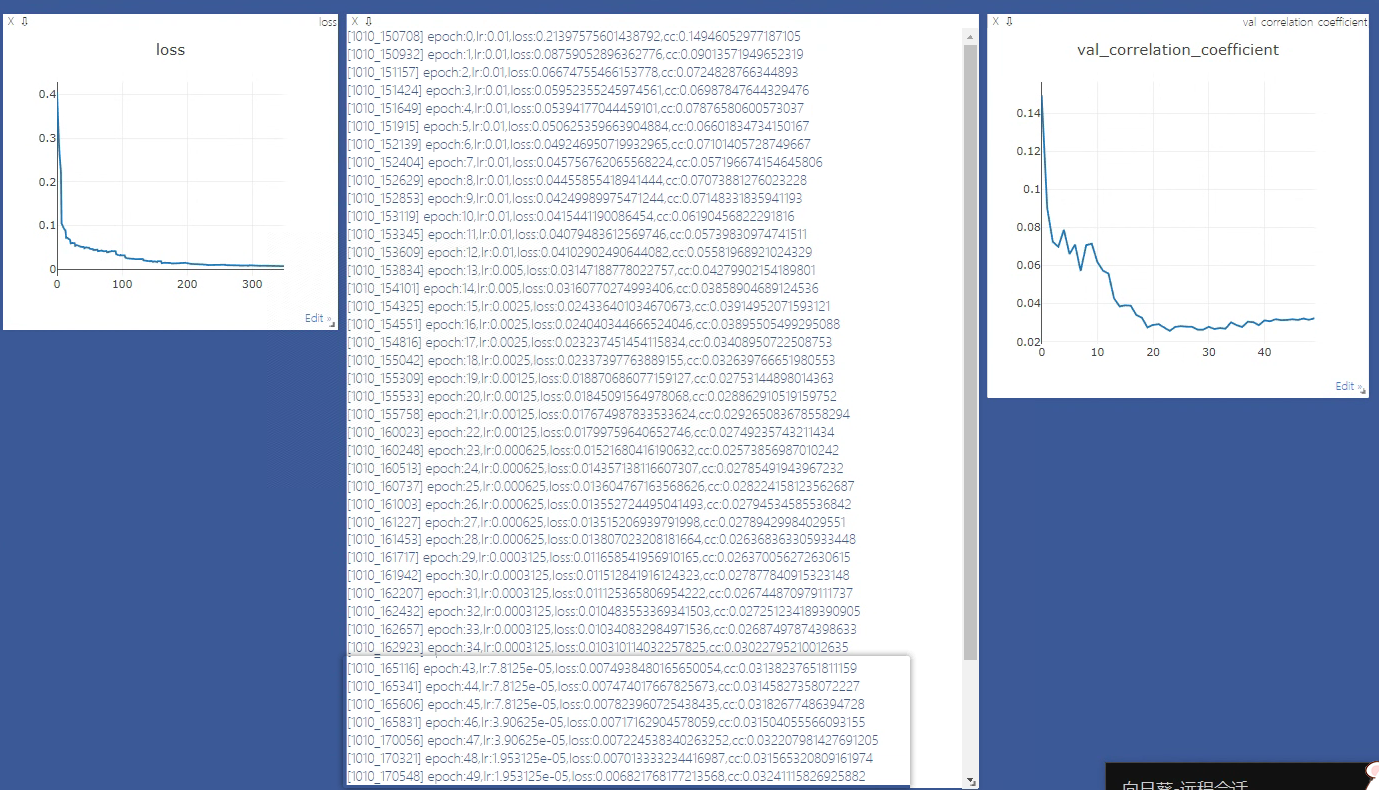 X ⇩ loss
loss
0.4
0.3
0.2
0.1
0
0 100 200 300
Edit »
X ⇩
[1010_150708] epoch:0,lr:0.01,loss:0.21397575601438792,cc:0.14946052977187105
[1010_150932] epoch:1,lr:0.01,loss:0.08759052896362776,cc:0.09013571949652319
[1010_151157] epoch:2,lr:0.01,loss:0.06674755466153778,cc:0.0724828766344893
[1010_151424] epoch:3,lr:0.01,loss:0.05952355245974561,cc:0.06987847644329476
[1010_151649] epoch:4,lr:0.01,loss:0.05394177044459101,cc:0.07876580600573037
[1010_151915] epoch:5,lr:0.01,loss:0.050625359663904884,cc:0.06601834734150167
[1010_152139] epoch:6,lr:0.01,loss:0.049246950719932965,cc:0.07101405728749667
[1010_152404] epoch:7,lr:0.01,loss:0.045756762065568224,cc:0.057196674154645806
[1010_152629] epoch:8,lr:0.01,loss:0.04455855418941444,cc:0.07073881276023228
[1010_152853] epoch:9,lr:0.01,loss:0.04249989975471244,cc:0.07148331835941193
[1010_153119] epoch:10,lr:0.01,loss:0.0415441190086454,cc:0.06190456822291816
[1010_153345] epoch:11,lr:0.01,loss:0.04079483612569746,cc:0.05739830974741511
[1010_153609] epoch:12,lr:0.01,loss:0.04102902490644082,cc:0.05581968921024329
[1010_153834] epoch:13,lr:0.005,loss:0.03147188778022757,cc:0.04279902154189801
[1010_154101] epoch:14,lr:0.005,loss:0.03160770274993406,cc:0.03858904689124536
[1010_154325] epoch:15,lr:0.0025,loss:0.024336401034670673,cc:0.03914952071593121
[1010_154551] epoch:16,lr:0.0025,loss:0.024040344666524046,cc:0.03895505499295088
[1010_154816] epoch:17,lr:0.0025,loss:0.023237451454115834,cc:0.03408950722508753
[1010_155042] epoch:18,lr:0.0025,loss:0.02337397763889155,cc:0.032639766651980553
[1010_155309] epoch:19,lr:0.00125,loss:0.018870686077159127,cc:0.02753144898014363
[1010_155533] epoch:20,lr:0.00125,loss:0.01845091564978068,cc:0.028862910519159752
[1010_155758] epoch:21,lr:0.00125,loss:0.017674987833533624,cc:0.029265083678558294
[1010_160023] epoch:22,lr:0.00125,loss:0.01799759640652746,cc:0.02749235743211434
[1010_160248] epoch:23,lr:0.000625,loss:0.01521680416190632,cc:0.02573856987010242
[1010_160513] epoch:24,lr:0.000625,loss:0.014357138116607307,cc:0.02785491943967232
[1010_160737] epoch:25,lr:0.000625,loss:0.013604767163568626,cc:0.028224158123562687
[1010_161003] epoch:26,lr:0.000625,loss:0.013552724495041493,cc:0.02794534585536842
[1010_161227] epoch:27,lr:0.000625,loss:0.013515206939791998,cc:0.02789429984029551
[1010_161453] epoch:28,lr:0.000625,loss:0.013807023208181664,cc:0.026368363305933448
[1010_161717] epoch:29,lr:0.0003125,loss:0.011658541956910165,cc:0.026370056272630615
[1010_161942] epoch:30,lr:0.0003125,loss:0.011512841916124323,cc:0.027877840915323148
[1010_162207] epoch:31,lr:0.0003125,loss:0.011125365806954222,cc:0.026744870979111737
[1010_162432] epoch:32,lr:0.0003125,loss:0.010483553369341503,cc:0.027251234189390905
[1010_162657] epoch:33,lr:0.0003125,loss:0.010340832984971536,cc:0.02687497874398633
[1010_162923] epoch:34,lr:0.0003125,loss:0.010310114032257825,cc:0.03022795210012635
[1010_165116] epoch:43,lr:7.8125e-05,loss:0.0074938480165650054,cc:0.03138237651811159
[1010_165341] epoch:44,lr:7.8125e-05,loss:0.007474017667825673,cc:0.03145827358072227
[1010_165606] epoch:45,lr:7.8125e-05,loss:0.007823960725438435,cc:0.03182677486394728
[1010_165831] epoch:46,lr:3.90625e-05,loss:0.00717162904578059,cc:0.031504055566093155
[1010_170056] epoch:47,lr:3.90625e-05,loss:0.007224538340263252,cc:0.032207981427691205
[1010_170321] epoch:48,lr:1.953125e-05,loss:0.007013333234416987,cc:0.031565320809161974
[1010_170548] epoch:49,lr:1.953125e-05,loss:0.006821768177213568,cc:0.03241115826925882
X ⇩ val_correlation_coefficient
val_correlation_coefficient
0.14
0.12
0.1
0.08
0.06
0.04
0.02
0 10 20 30 40
Edit »
向日葵-远程会话